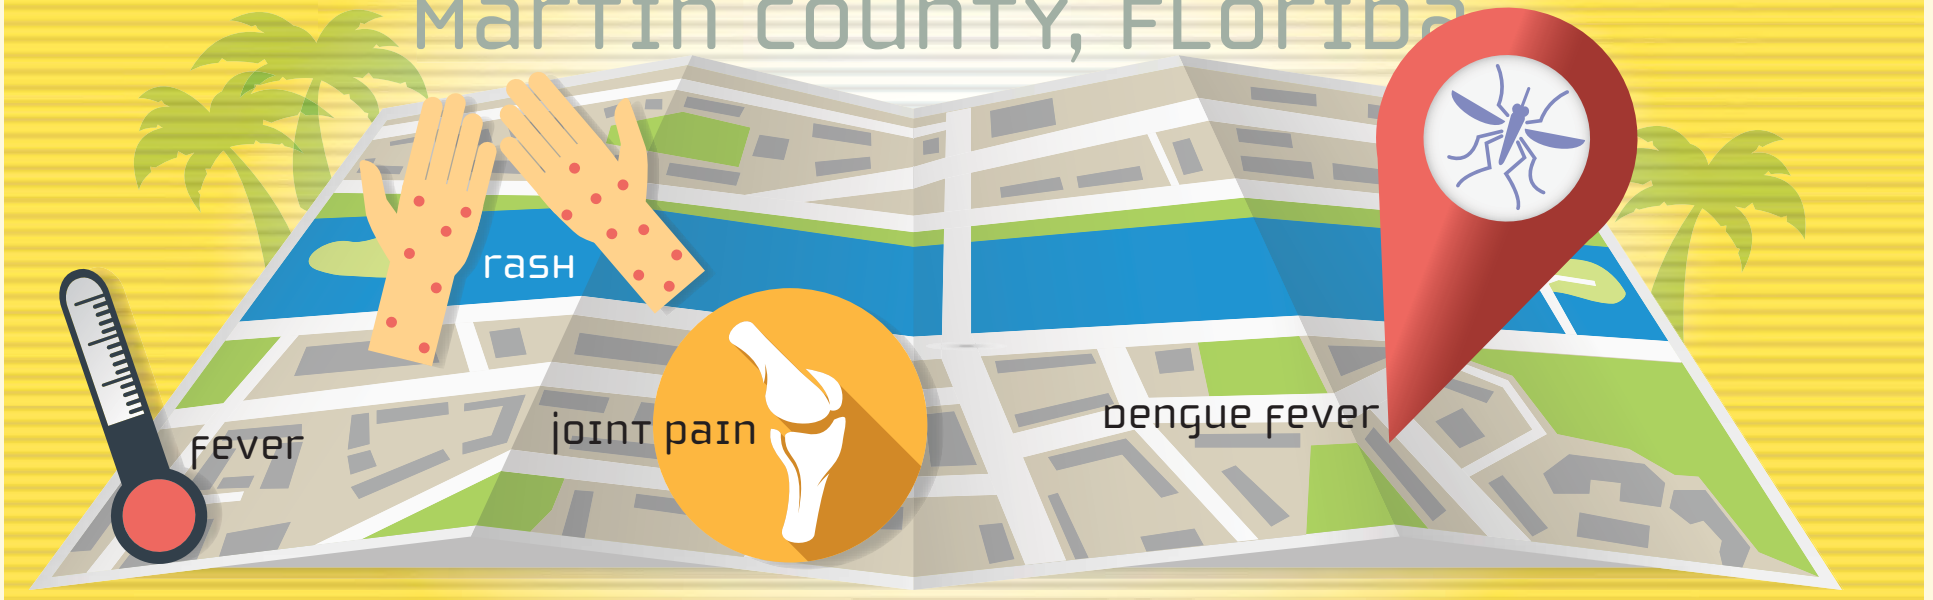 Martin County, Florida
rash
fever
joint pain
Dengue fever